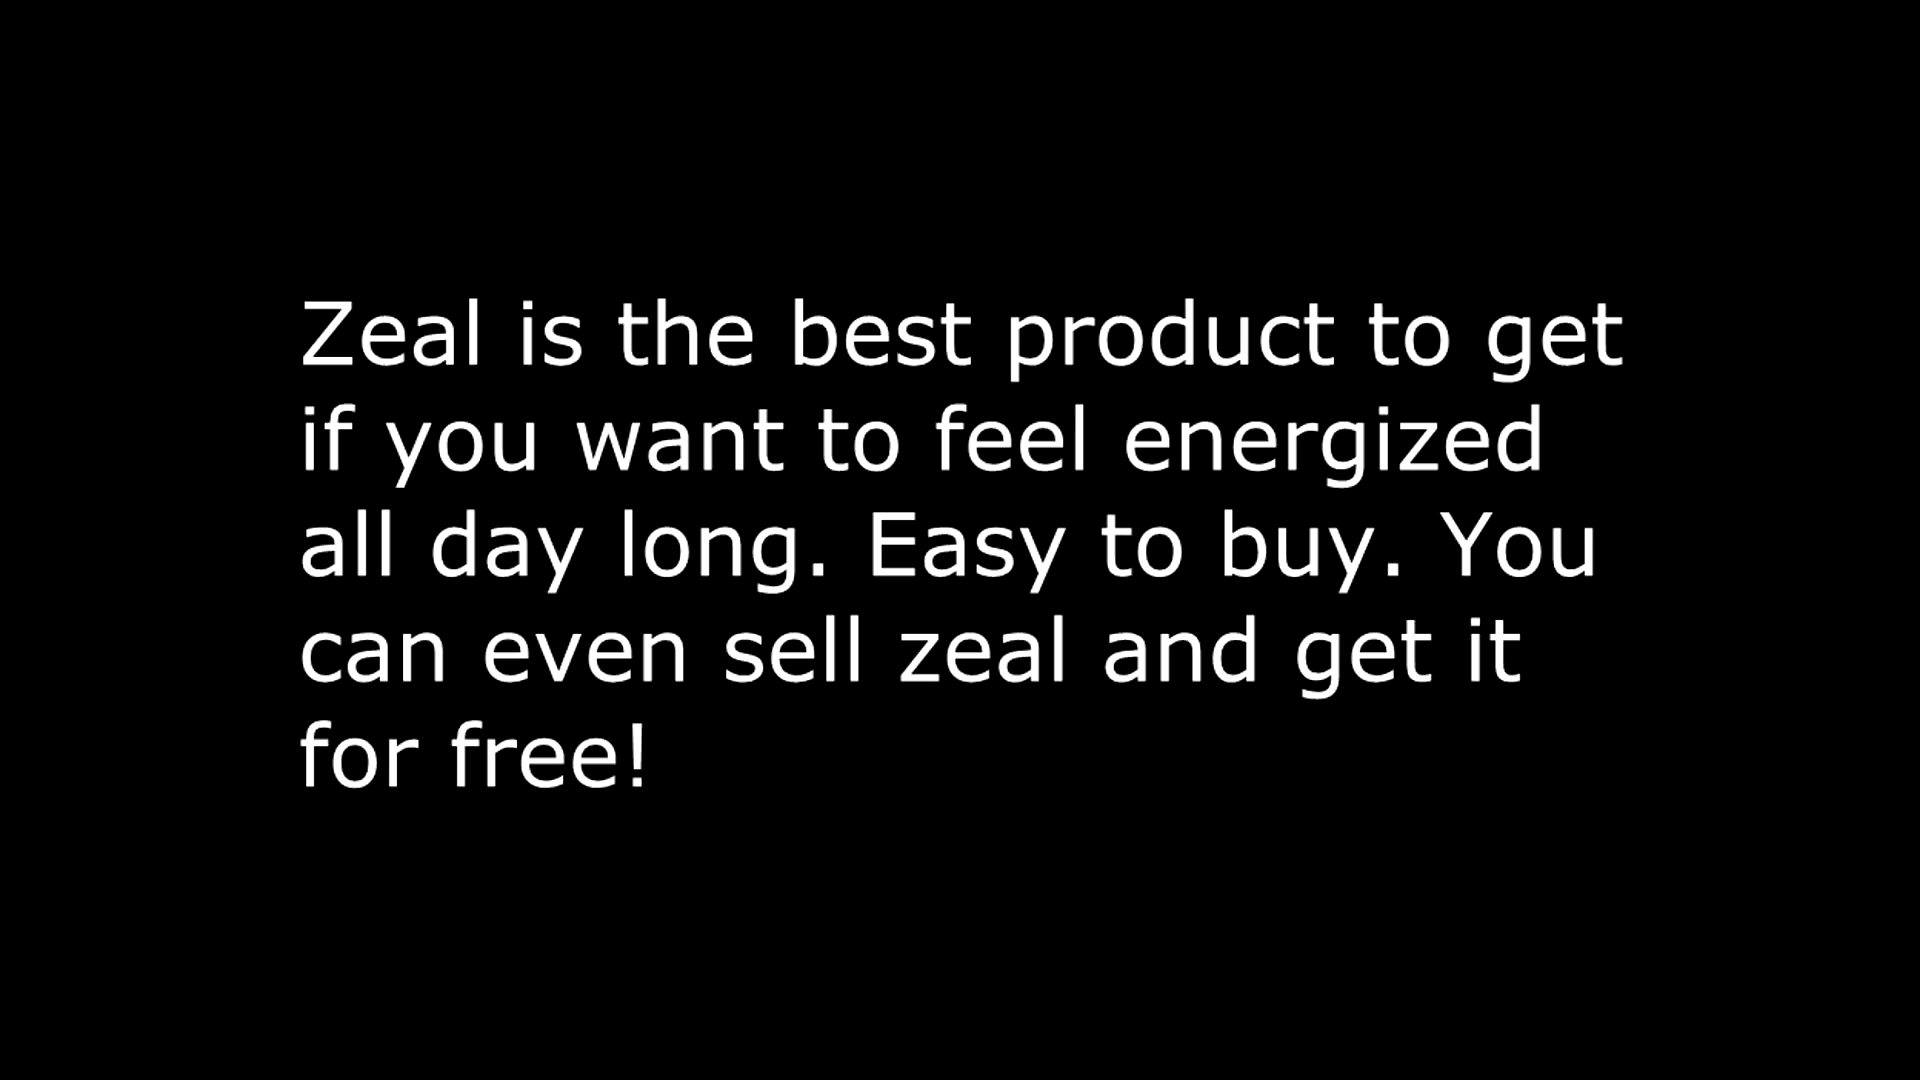 Zeal is the best product to get
if you want to feel energized
all day long. Easy to buy. You
can even sell zeal and get it
for free!